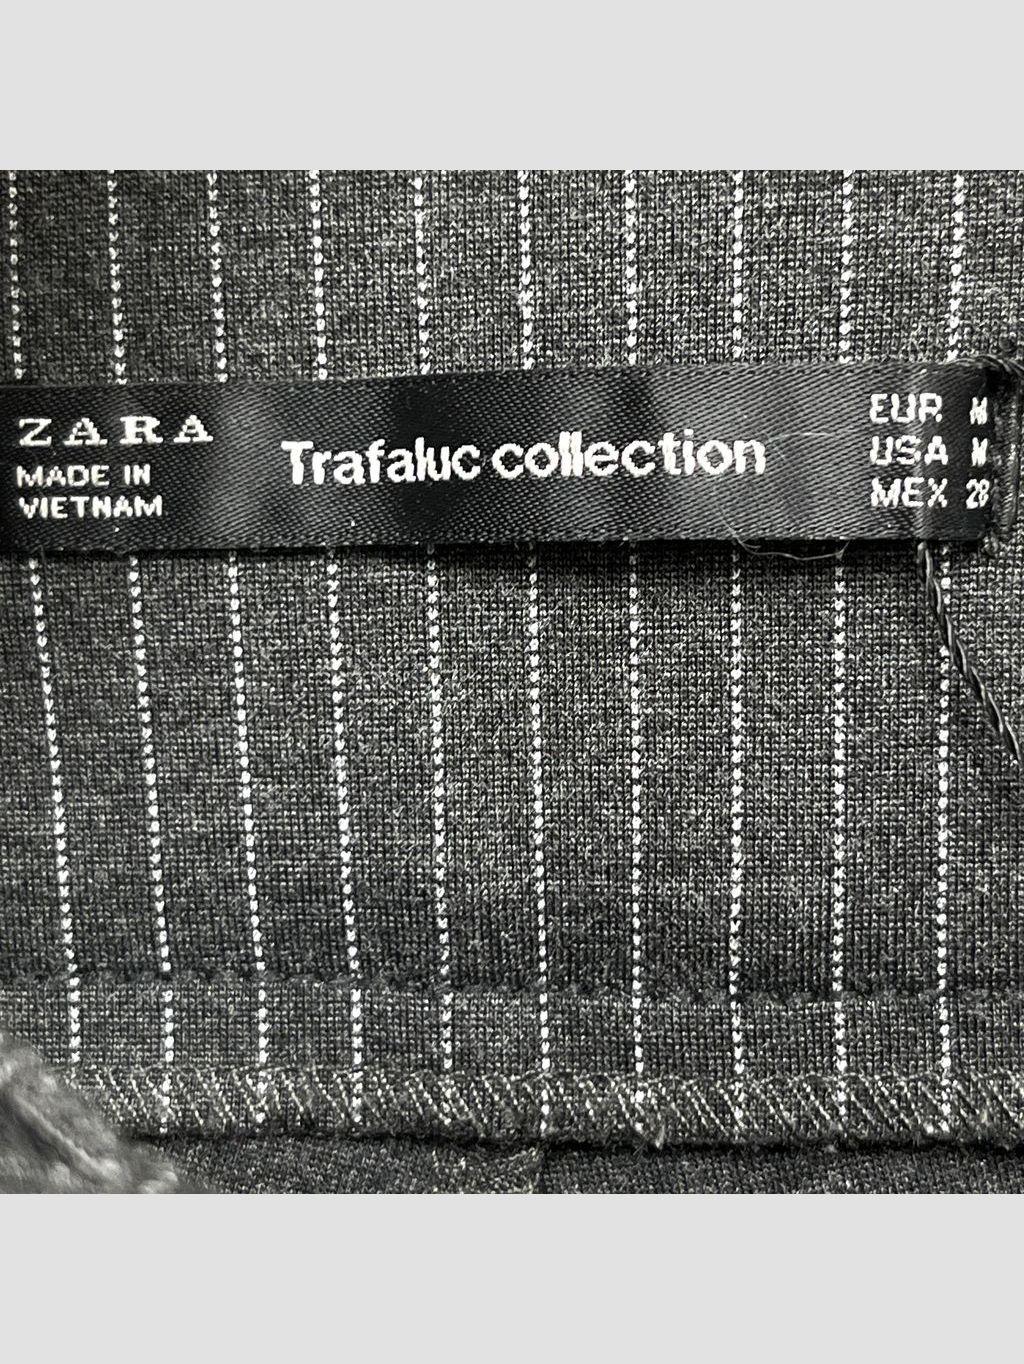 ZARA
MADE IN
VIETNAM
Trafaluc collection
EUR M
USA M
MEX 28